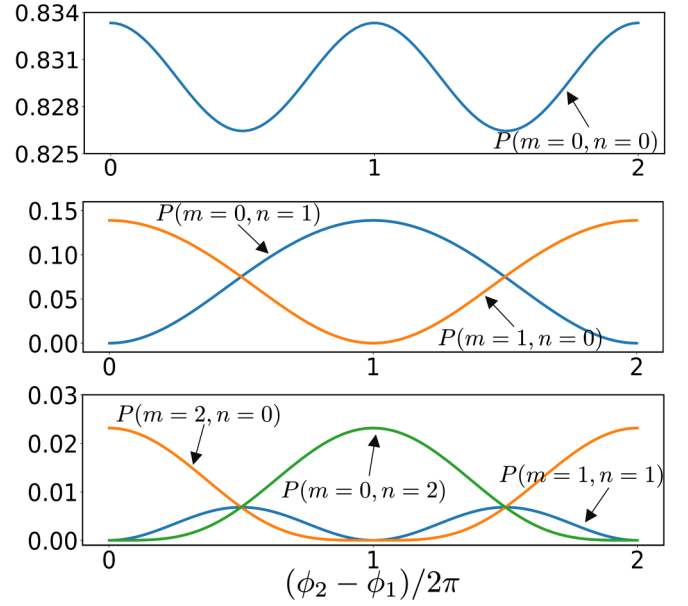 0.834
0.831
0.828
0.825
P(m = 0, n = 0)
0 1 2
0.15
0.10
0.05
0.00
P(m = 0, n = 1)
P(m = 1, n = 0)
0 1 2
0.03
0.02
0.01
0.00
P(m = 2, n = 0)
P(m = 1, n = 1)
P(m = 0, n = 2)
0 1 2
(ϕ₂ − ϕ₁)/2π